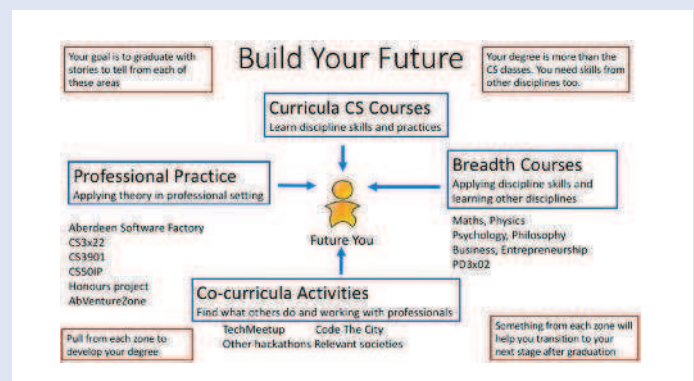 Build Your Future
Your goal is to graduate with
stories to tell from each of
these areas
Your degree is more than the
CS classes. You need skills from
other disciplines too.
Curricula CS Courses
Learn discipline skills and practices
Professional Practice
Applying theory in professional setting
Aberdeen Software Factory
CS3x22
CS3901
CS50IP
Honours project
AbVentureZone
Future You
Breadth Courses
Applying discipline skills and
learning other disciplines
Maths, Physics
Psychology, Philosophy
Business, Entrepreneurship
PD3x02
Co-curricula Activities
Find what others do and working with professionals
TechMeetup Code The City
Other hackathons Relevant societies
Pull from each zone to
develop your degree
Something from each zone will
help you transition to your
next stage after graduation